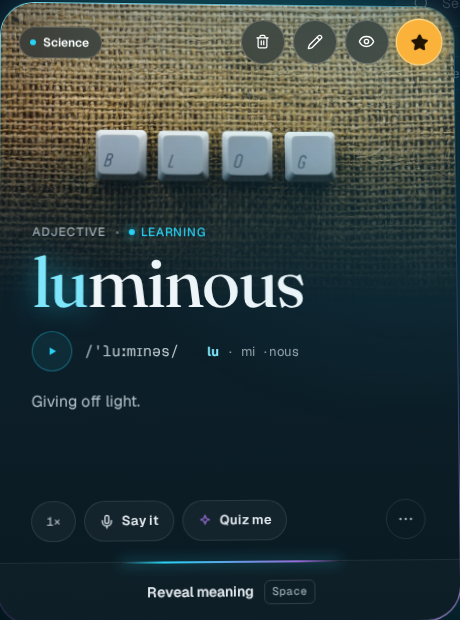 Science
B L O G
ADJECTIVE · LEARNING
luminous
/ˈluːmɪnəs/ lu · mi · nous
Giving off light.
1× Say it Quiz me
Reveal meaning Space